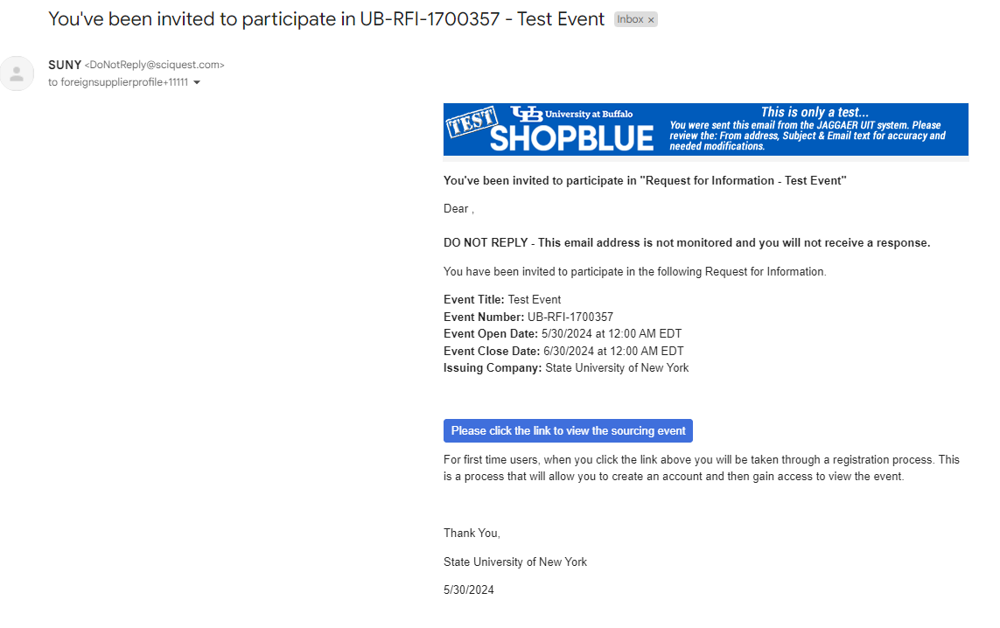 You've been invited to participate in UB-RFI-1700357 - Test Event Inbox ×
SUNY <DoNotReply@sciquest.com>
to foreignsupplierprofile+11111
TEST
UB University at Buffalo
SHOPBLUE
This is only a test...
You were sent this email from the JAGGAER UIT system. Please
review the: From address, Subject & Email text for accuracy and
needed modifications.
You've been invited to participate in "Request for Information - Test Event"
Dear ,
DO NOT REPLY - This email address is not monitored and you will not receive a response.
You have been invited to participate in the following Request for Information.
Event Title: Test Event
Event Number: UB-RFI-1700357
Event Open Date: 5/30/2024 at 12:00 AM EDT
Event Close Date: 6/30/2024 at 12:00 AM EDT
Issuing Company: State University of New York
Please click the link to view the sourcing event
For first time users, when you click the link above you will be taken through a registration process. This
is a process that will allow you to create an account and then gain access to view the event.
Thank You,
State University of New York
5/30/2024